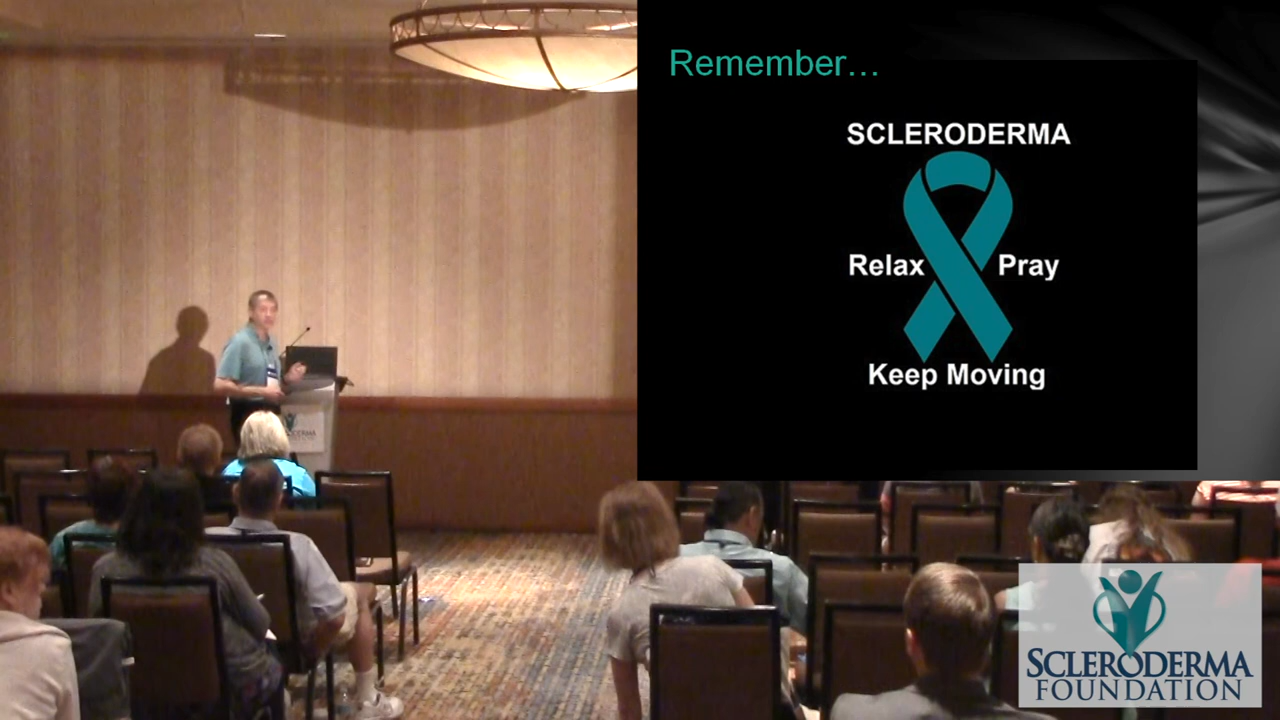 Remember…
SCLERODERMA
Relax Pray
Keep Moving
SCLERODERMA
FOUNDATION